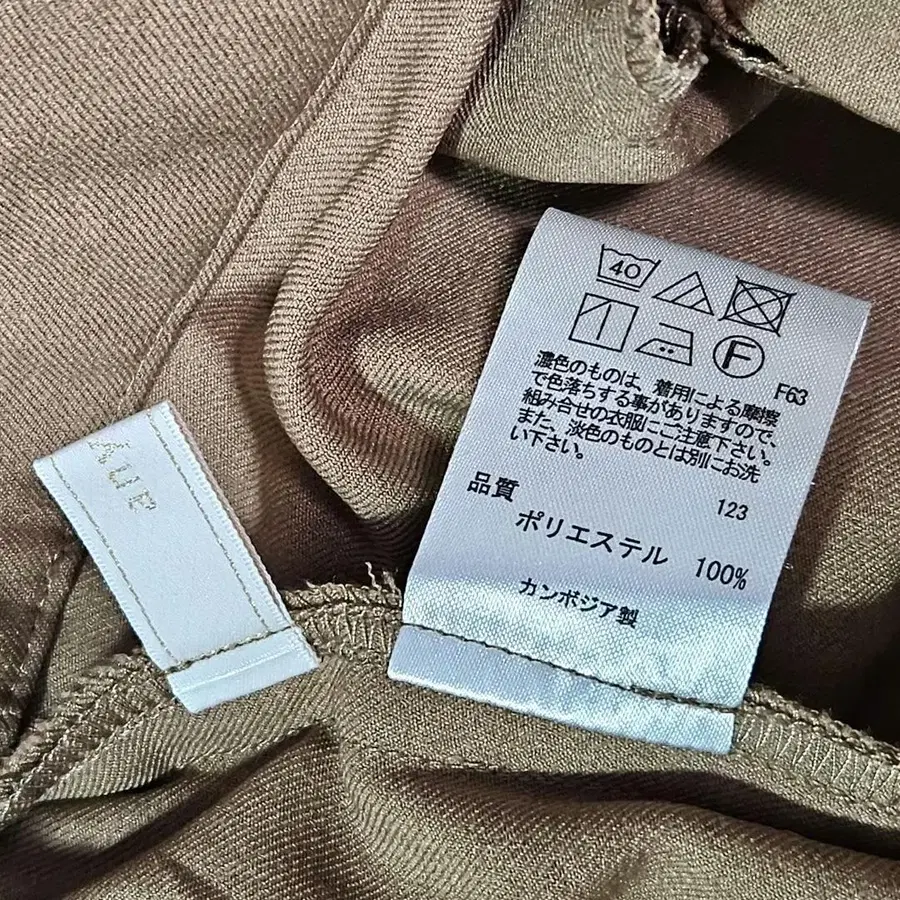 any
Aue
40
F
F63
濃色のものは、着用による摩擦
で色落ちする事がありますので、
組み合せの衣服にご注意下さい。
また、淡色のものとは別にお洗
い下さい。
品質
123
ポリエステル 100%
カンボジア製